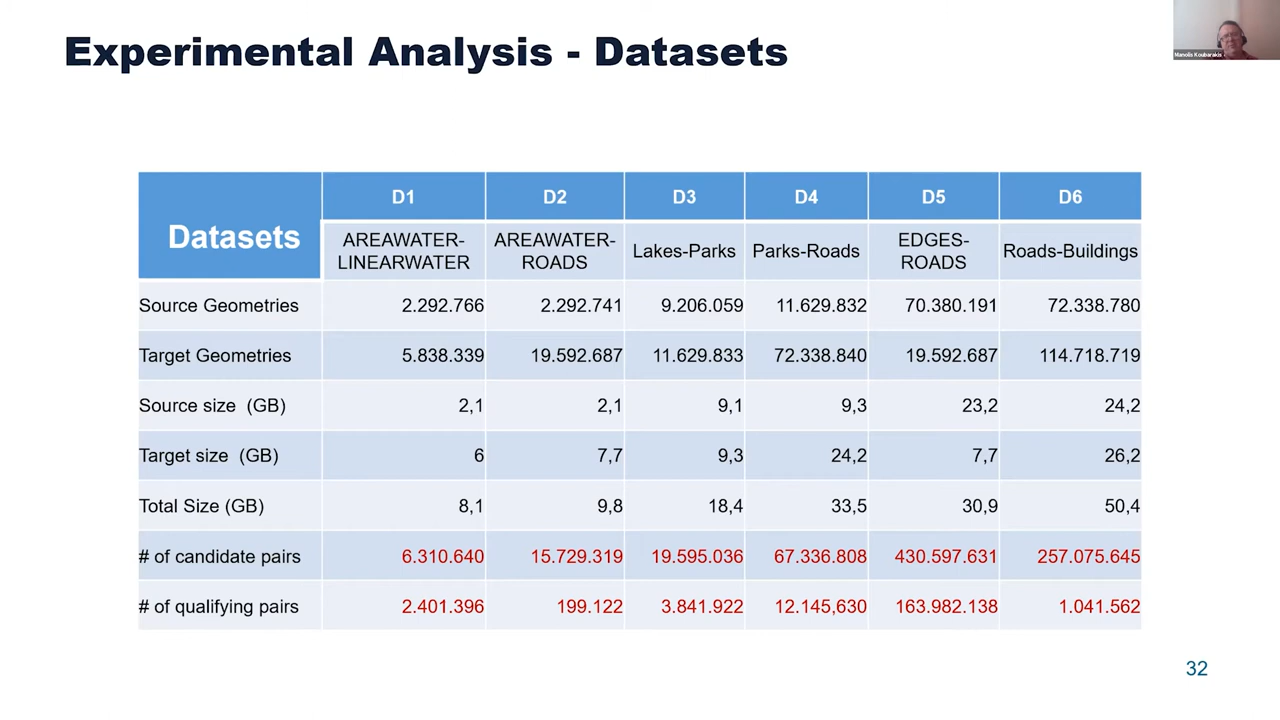 Experimental Analysis - Datasets
Manolis Koubarakis
Datasets D1 D2 D3 D4 D5 D6
AREAWATER-
LINEARWATER
AREAWATER-
ROADS
Lakes-Parks
Parks-Roads
EDGES-
ROADS
Roads-Buildings
Source Geometries 2.292.766 2.292.741 9.206.059 11.629.832 70.380.191 72.338.780
Target Geometries 5.838.339 19.592.687 11.629.833 72.338.840 19.592.687 114.718.719
Source size (GB) 2,1 2,1 9,1 9,3 23,2 24,2
Target size (GB) 6 7,7 9,3 24,2 7,7 26,2
Total Size (GB) 8,1 9,8 18,4 33,5 30,9 50,4
# of candidate pairs 6.310.640 15.729.319 19.595.036 67.336.808 430.597.631 257.075.645
# of qualifying pairs 2.401.396 199.122 3.841.922 12.145,630 163.982.138 1.041.562
32